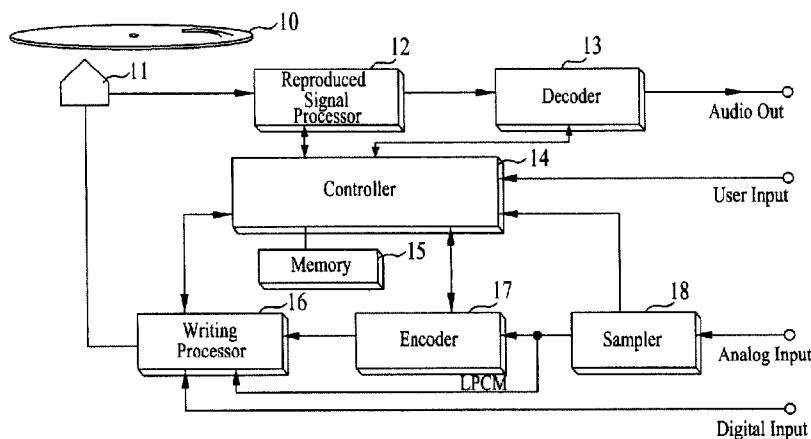 10
11
12
13
Reproduced
Signal
Processor
Decoder
Audio Out
14
Controller
User Input
Memory
15
16
17
18
Writing
Processor
Encoder
Sampler
Analog Input
LPCM
Digital Input